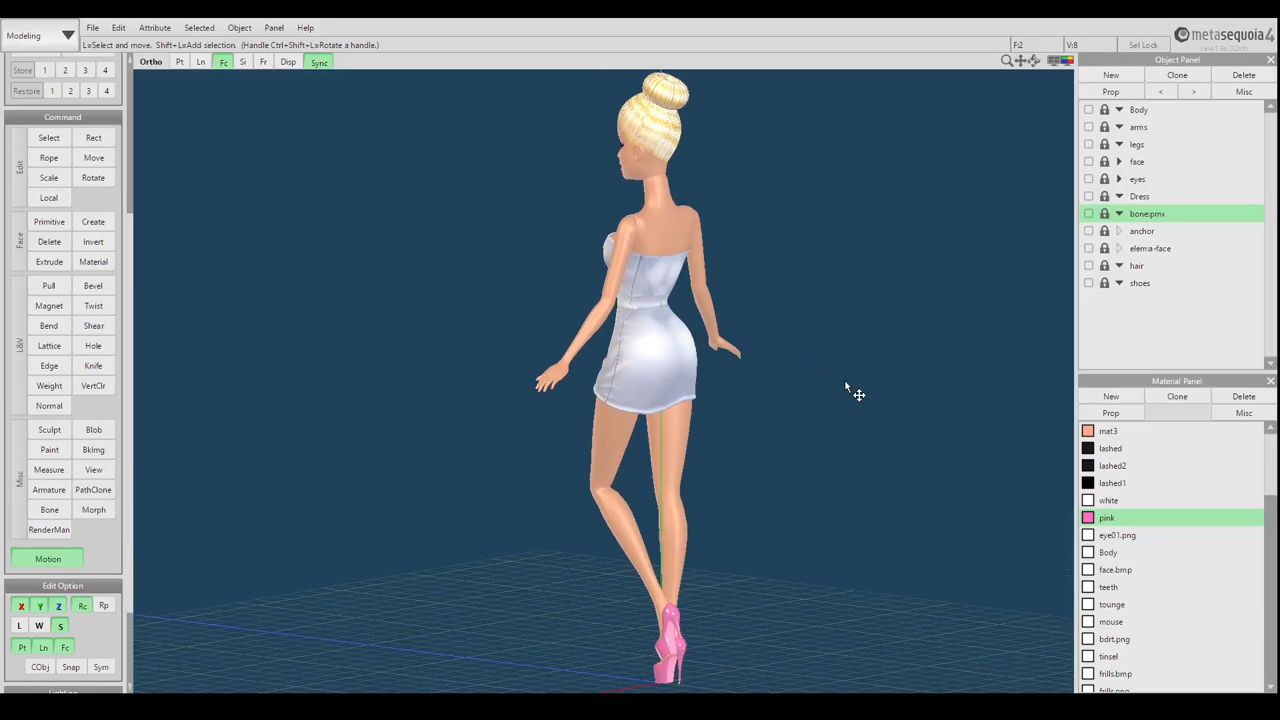 Modeling
File Edit Attribute Selected Object Panel Help
L=Select and move. Shift+L=Add selection. (Handle Ctrl+Shift+L=Rotate a handle.)
F:2
V:8
Sel Lock
metasequoia4
Store 1 2 3 4
Restore 1 2 3 4
Ortho Pt Ln Fc Si Fr Disp Sync
Command
Edit
Select Rect
Rope Move
Scale Rotate
Local
Face
Primitive Create
Delete Invert
Extrude Material
L&V
Pull Bevel
Magnet Twist
Bend Shear
Lattice Hole
Edge Knife
Weight VertClr
Normal
Misc
Sculpt Blob
Paint BkImg
Measure View
Armature PathClone
Bone Morph
RenderMan
Motion
Edit Option
X Y Z Rc Rp
L W S
Pt Ln Fc
CObj Snap Sym
Object Panel
New Clone Delete
Prop < > Misc
Body
arms
legs
face
eyes
Dress
bone:pmx
anchor
elem:a-face
hair
shoes
Material Panel
New Clone Delete
Prop Misc
mat3
lashed
lashed2
lashed1
white
pink
eye01.png
Body
face.bmp
teeth
tounge
mouse
bdrt.png
tinsel
frills.bmp